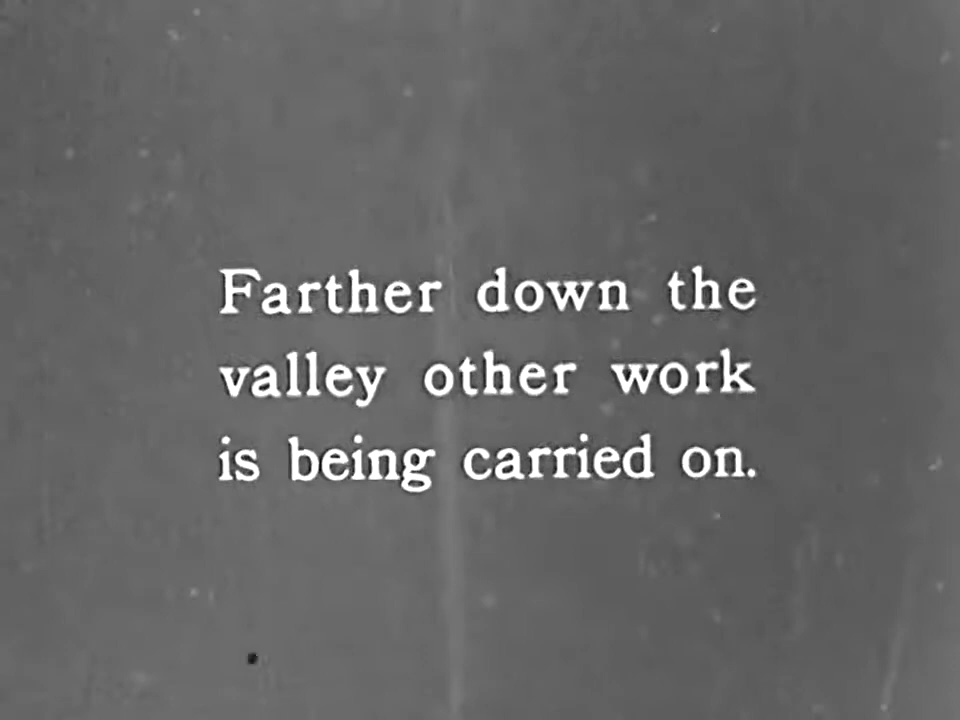 Farther down the
valley other work
is being carried on.